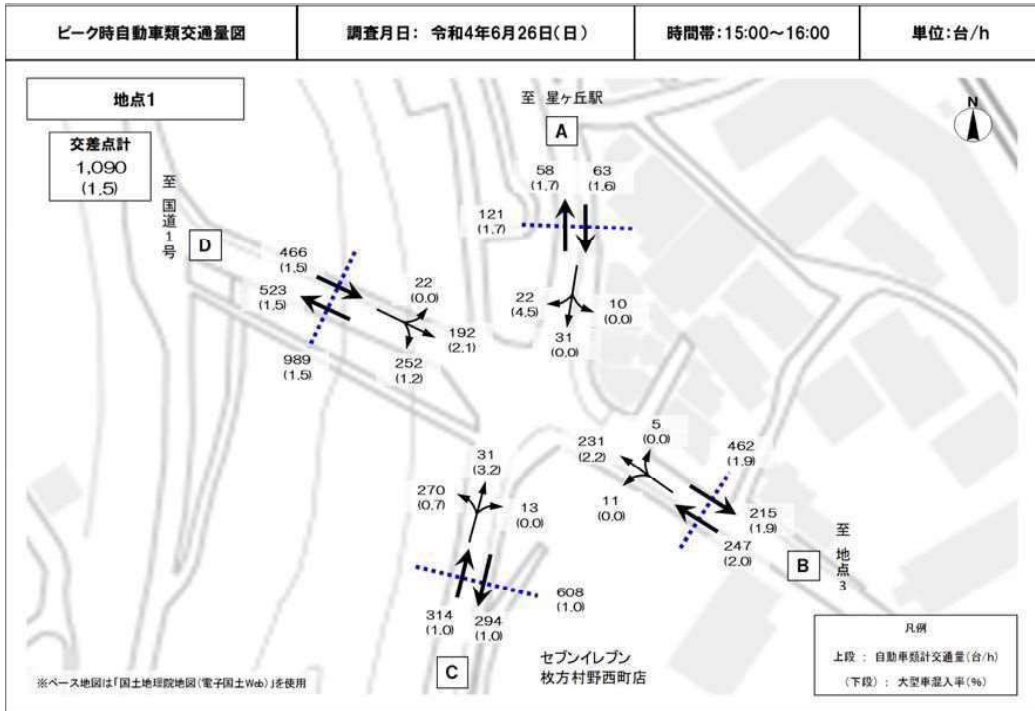 ピーク時自動車類交通量図
調査月日： 令和4年6月26日(日)
時間帯：15:00～16:00
単位：台/h
地点1
交差点計
1,090
(1.5)
至 国道1号
D
至 星ヶ丘駅
A
N
58
(1.7)
63
(1.6)
121
(1.7)
22
(4.5)
10
(0.0)
31
(0.0)
466
(1.5)
523
(1.5)
989
(1.5)
22
(0.0)
192
(2.1)
252
(1.2)
231
(2.2)
5
(0.0)
11
(0.0)
462
(1.9)
215
(1.9)
247
(2.0)
B
至 地点3
31
(3.2)
270
(0.7)
13
(0.0)
608
(1.0)
314
(1.0)
294
(1.0)
C
セブンイレブン
枚方村野西町店
凡例
上段 ： 自動車類計交通量(台/h)
(下段) ： 大型車混入率(%)
※ベース地図は「国土地理院地図(電子国土Web)」を使用